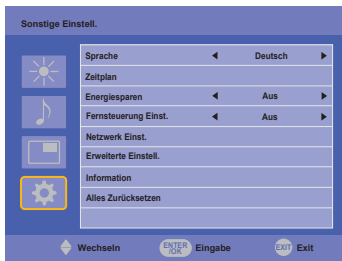 Sonstige Einstell.
Sprache Deutsch
Zeitplan
Energiesparen Aus
Fernsteuerung Einst. Aus
Netzwerk Einst.
Erweiterte Einstell.
Information
Alles Zurücksetzen
Wechseln ENTER /OK Eingabe EXIT Exit